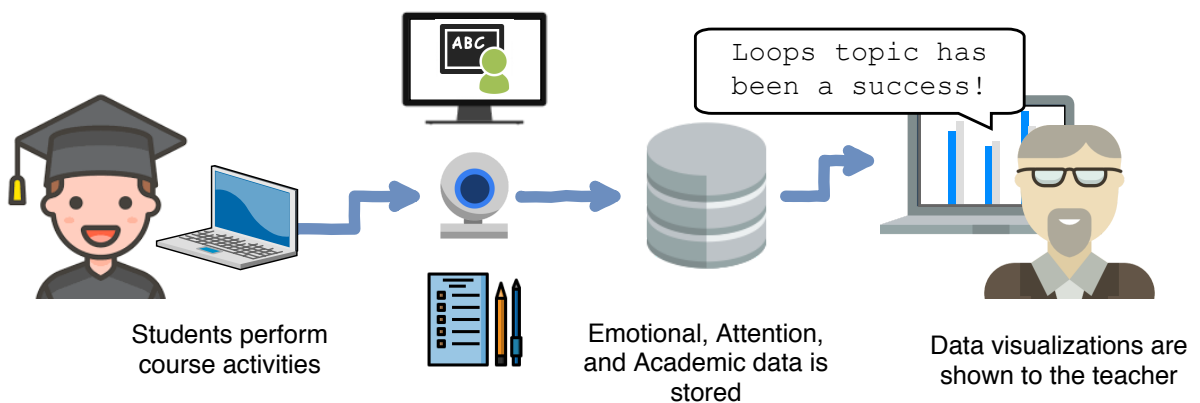 ABC
Loops topic has
been a success!
Students perform
course activities
Emotional, Attention,
and Academic data is
stored
Data visualizations are
shown to the teacher